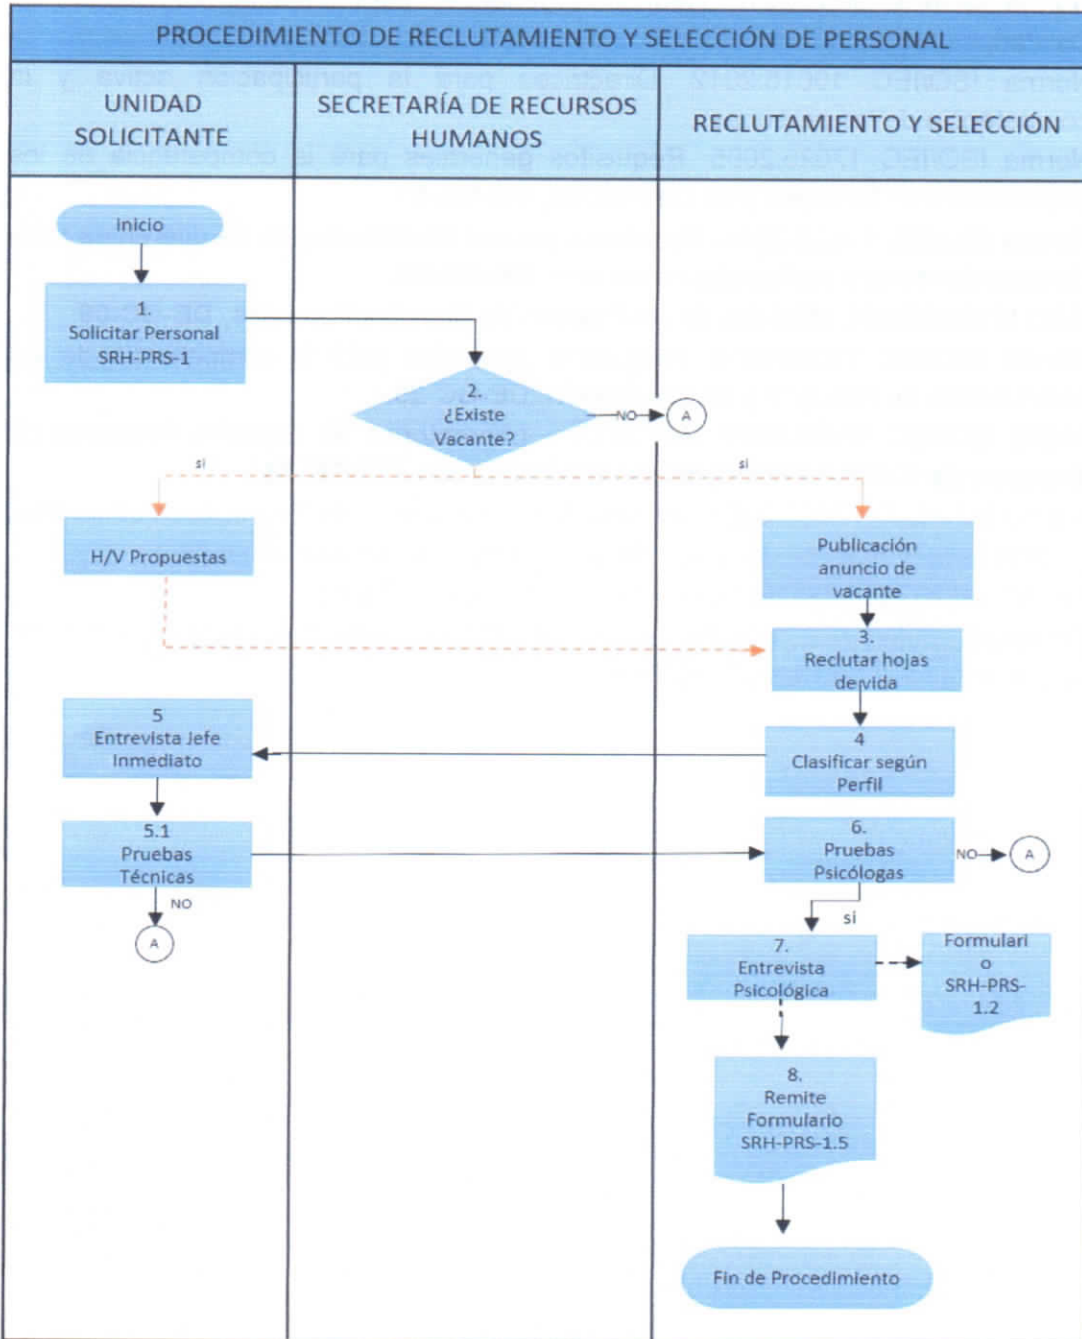 PROCEDIMIENTO DE RECLUTAMIENTO Y SELECCIÓN DE PERSONAL
UNIDAD
SOLICITANTE
SECRETARÍA DE RECURSOS
HUMANOS
RECLUTAMIENTO Y SELECCIÓN
Inicio
1.
Solicitar Personal
SRH-PRS-1
2.
¿Existe
Vacante?
NO
A
si
si
H/V Propuestas
Publicación
anuncio de
vacante
3.
Reclutar hojas
de vida
5
Entrevista Jefe
Inmediato
4
Clasificar según
Perfil
5.1
Pruebas
Técnicas
NO
A
6.
Pruebas
Psicólogas
NO
A
si
7.
Entrevista
Psicológica
Formulari
o
SRH-PRS-
1.2
8.
Remite
Formulario
SRH-PRS-1.5
Fin de Procedimiento